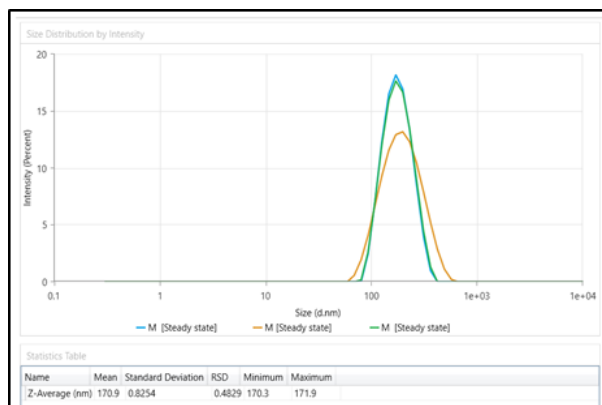 Size Distribution by Intensity
20
15
10
5
0
Intensity (Percent)
0.1 1 10 100 1e+03 1e+04
Size (d.nm)
M [Steady state] M [Steady state] M [Steady state]
Statistics Table
Name Mean Standard Deviation RSD Minimum Maximum
Z-Average (nm) 170.9 0.8254 0.4829 170.3 171.9